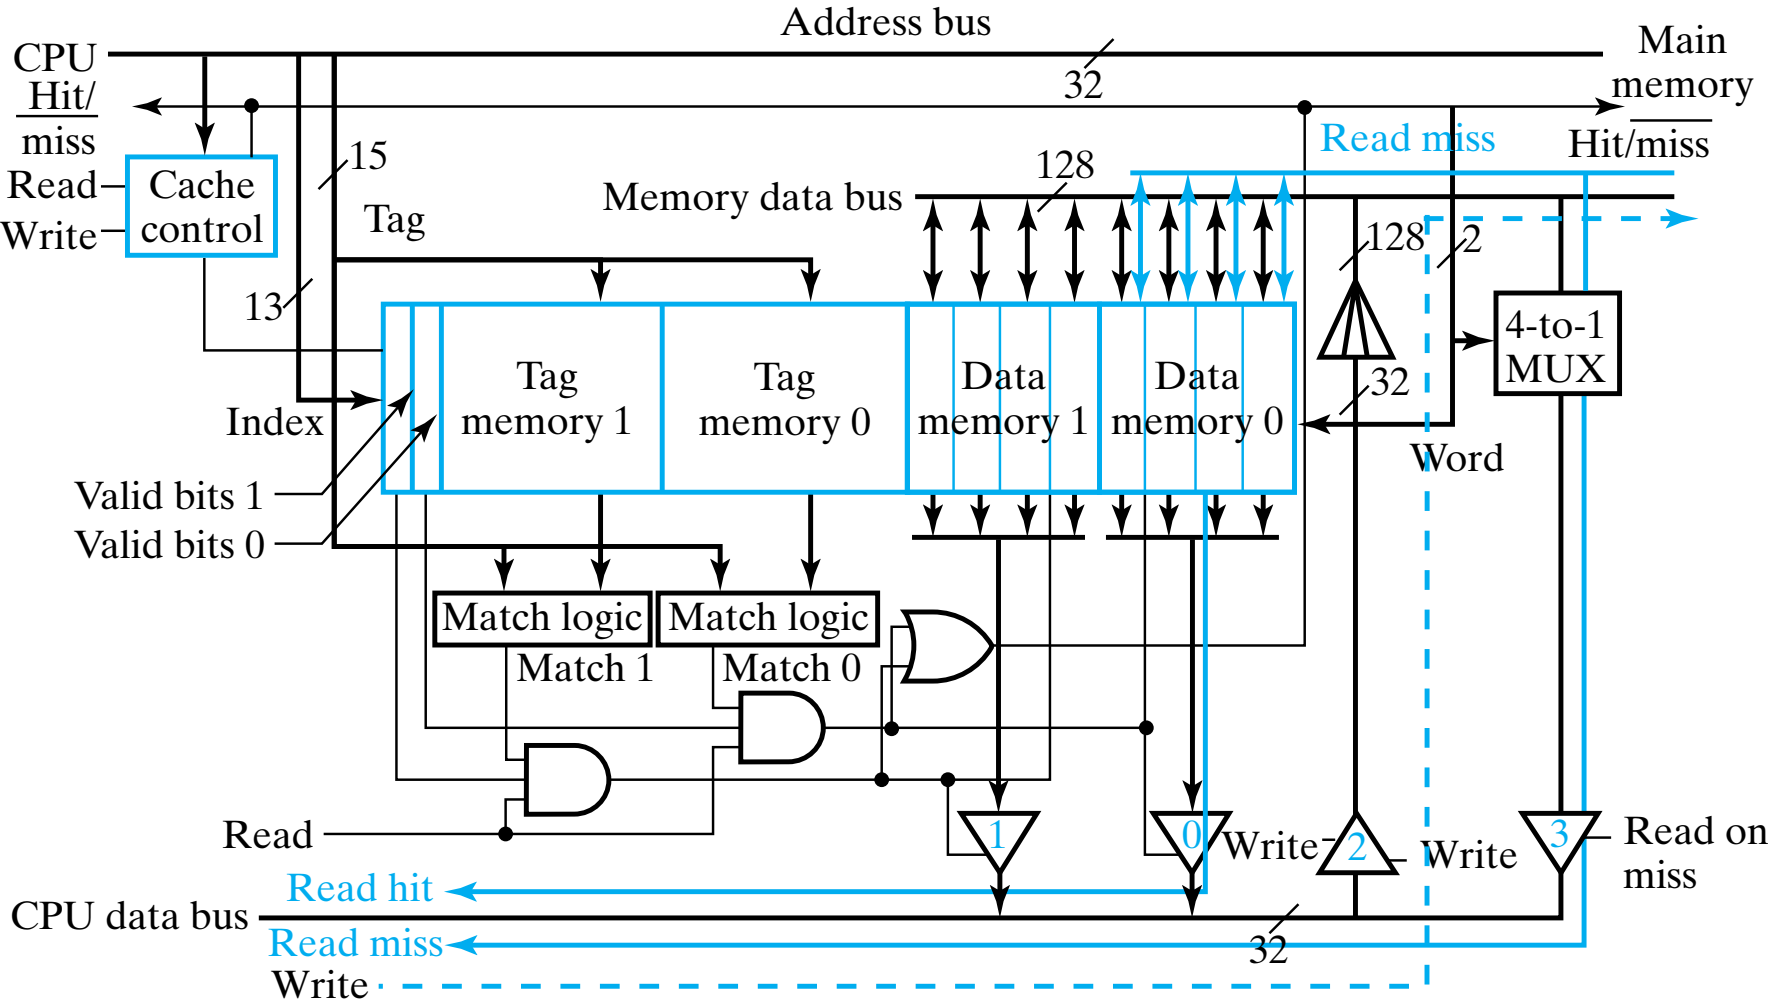 Address bus
CPU
32
Main
memory
Hit/
miss
Read miss
Hit/miss
15
128
Read
Cache
control
Memory data bus
Write
Tag
128
2
13
4-to-1
MUX
Tag
memory 1
Tag
memory 0
Data
memory 1
Data
memory 0
32
Index
Word
Valid bits 1
Valid bits 0
Match logic
Match logic
Match 1
Match 0
Read
1
0
Write
2
Write
3
Read on
miss
Read hit
CPU data bus
Read miss
32
Write